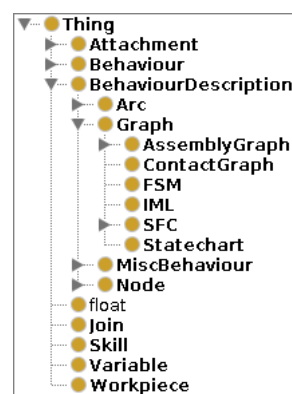 Thing
Attachment
Behaviour
BehaviourDescription
Arc
Graph
AssemblyGraph
ContactGraph
FSM
IML
SFC
Statechart
MiscBehaviour
Node
float
Join
Skill
Variable
Workpiece